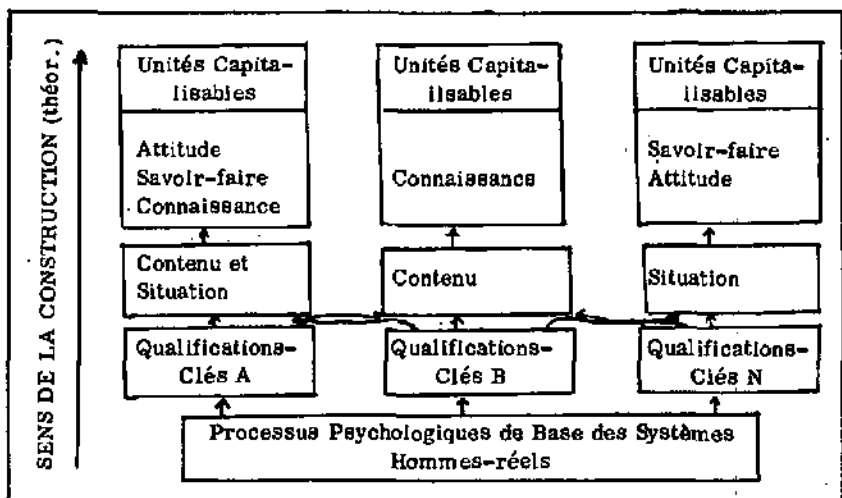 SENS DE LA CONSTRUCTION (théor.)
Unités Capita-
lisables
Attitude
Savoir-faire
Connaissance
Unités Capita-
lisables
Connaissance
Unités Capita-
lisables
Savoir-faire
Attitude
Contenu et
Situation
Contenu
Situation
Qualifications-
Clés A
Qualifications-
Clés B
Qualifications-
Clés N
Processus Psychologiques de Base des Systèmes
Hommes-réels